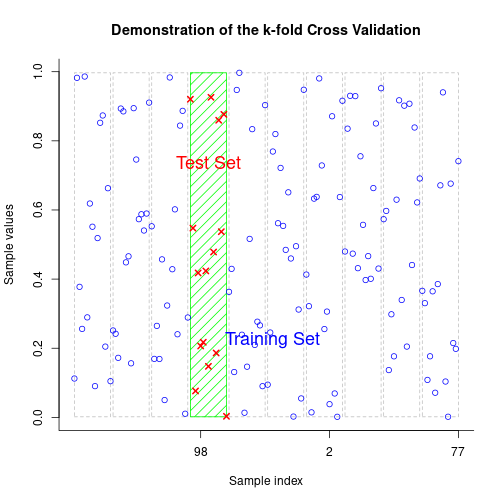 Demonstration of the k-fold Cross Validation
Sample values
1.0
0.8
0.6
0.4
0.2
0.0
Test Set
Training Set
98
2
77
Sample index